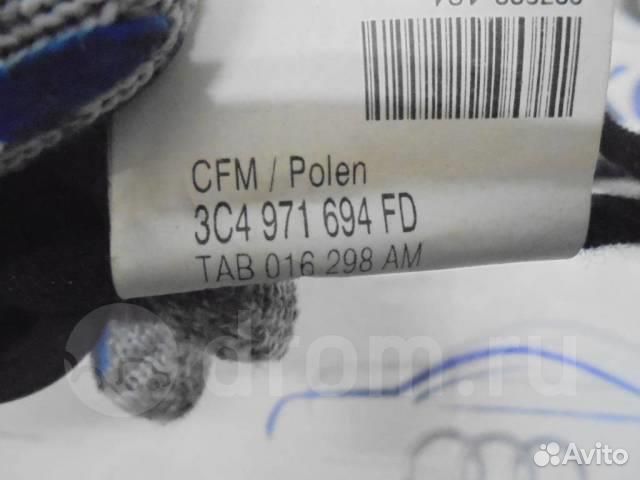 CFM / Polen
3C4 971 694 FD
TAB 016 298 AM
drom.ru
Avito